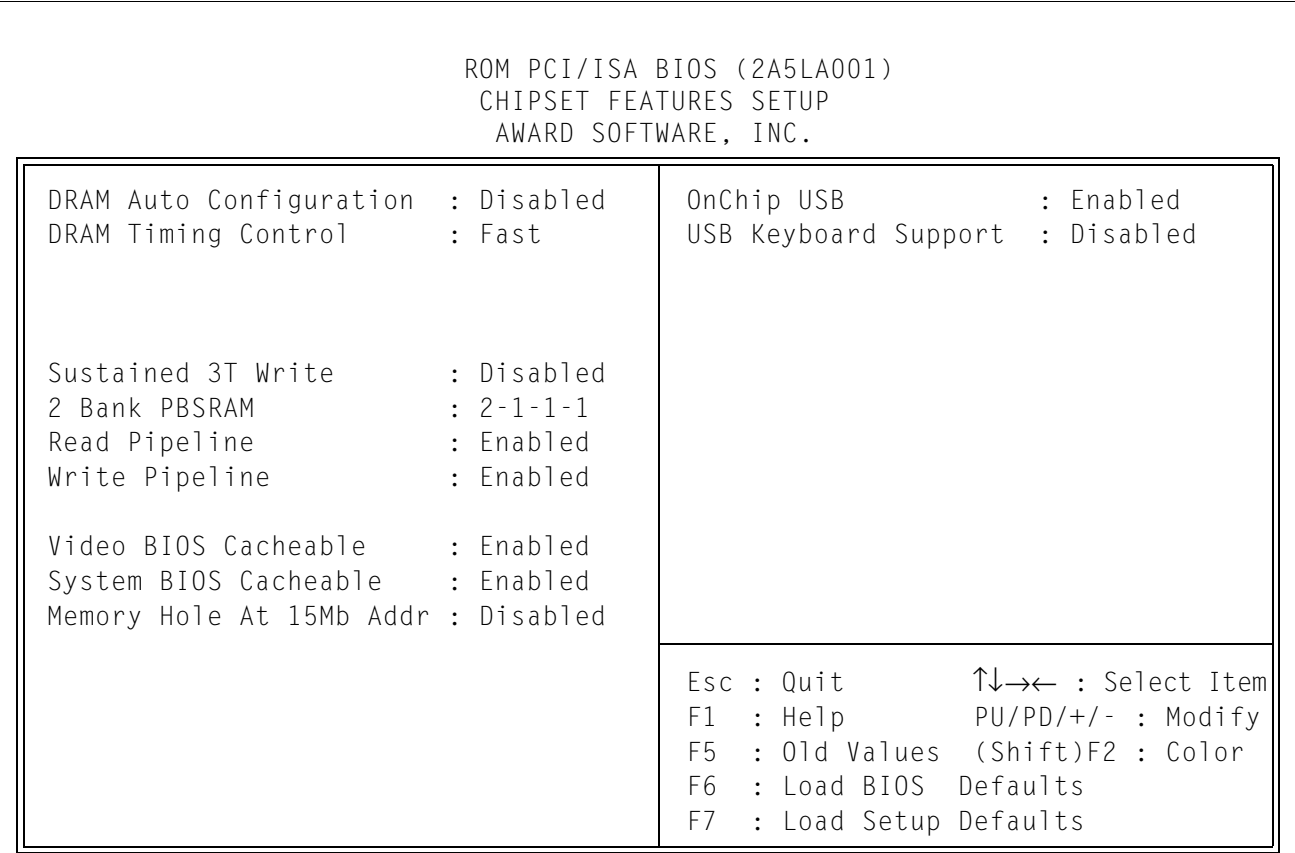 ROM PCI/ISA BIOS (2A5LA001)
CHIPSET FEATURES SETUP
AWARD SOFTWARE, INC.
DRAM Auto Configuration : Disabled
DRAM Timing Control : Fast
Sustained 3T Write : Disabled
2 Bank PBSRAM : 2-1-1-1
Read Pipeline : Enabled
Write Pipeline : Enabled
Video BIOS Cacheable : Enabled
System BIOS Cacheable : Enabled
Memory Hole At 15Mb Addr : Disabled
OnChip USB : Enabled
USB Keyboard Support : Disabled
Esc : Quit ↑↓→← : Select Item
F1 : Help PU/PD/+/- : Modify
F5 : Old Values (Shift)F2 : Color
F6 : Load BIOS Defaults
F7 : Load Setup Defaults